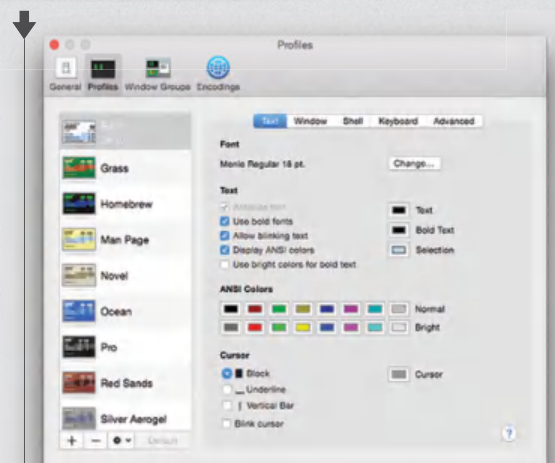 Profiles
General Profiles Window Groups Encodings
Text Window Shell Keyboard Advanced
Font
Menlo Regular 18 pt. Change...
Text
Antialias text Text
Use bold fonts Bold Text
Allow blinking text Selection
Display ANSI colors
Use bright colors for bold text
ANSI Colors
Normal
Bright
Cursor
Block Cursor
Underline
Vertical Bar
Blink cursor
Grass
Homebrew
Man Page
Novel
Ocean
Pro
Red Sands
Silver Aerogel
+ - Default
?